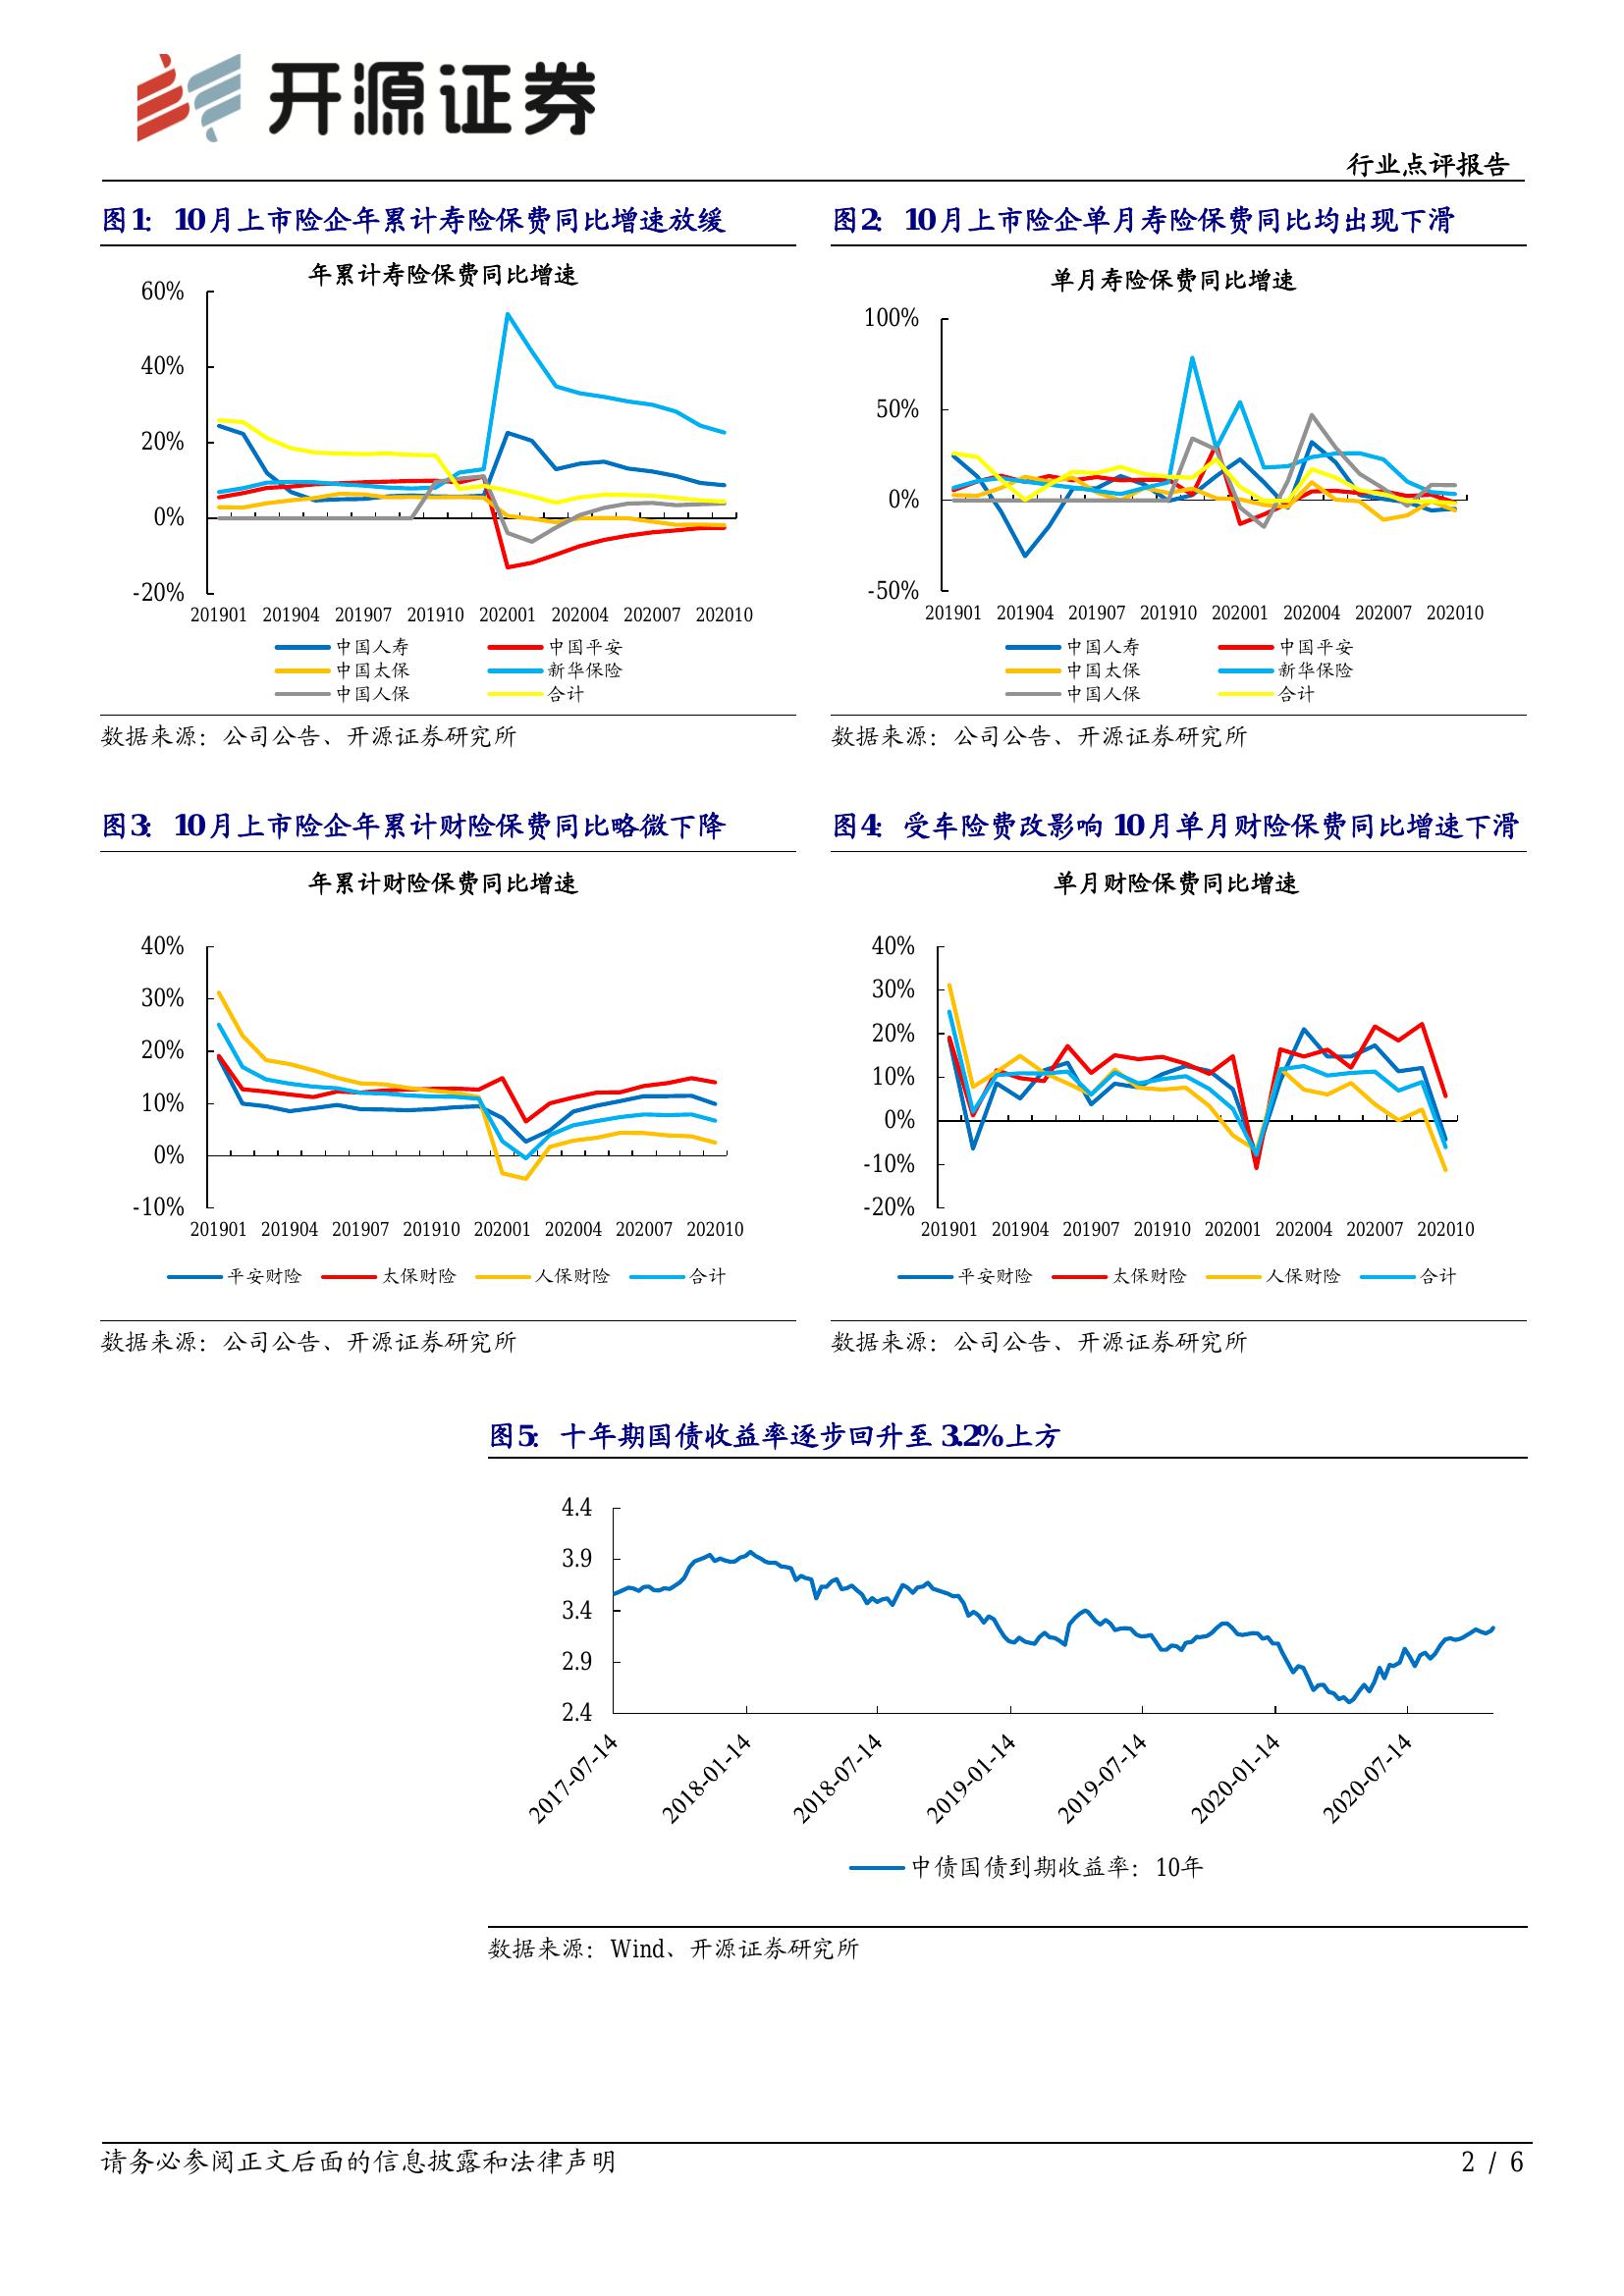 开源证券
行业点评报告
图1：10月上市险企年累计寿险保费同比增速放缓
年累计寿险保费同比增速
60%
40%
20%
0%
-20%
201901 201904 201907 201910 202001 202004 202007 202010
中国人寿 中国平安
中国太保 新华保险
中国人保 合计
数据来源：公司公告、开源证券研究所
图2：10月上市险企单月寿险保费同比均出现下滑
单月寿险保费同比增速
100%
50%
0%
-50%
201901 201904 201907 201910 202001 202004 202007 202010
中国人寿 中国平安
中国太保 新华保险
中国人保 合计
数据来源：公司公告、开源证券研究所
图3：10月上市险企年累计财险保费同比略微下降
年累计财险保费同比增速
40%
30%
20%
10%
0%
-10%
201901 201904 201907 201910 202001 202004 202007 202010
平安财险 太保财险 人保财险 合计
数据来源：公司公告、开源证券研究所
图4：受车险费改影响10月单月财险保费同比增速下滑
单月财险保费同比增速
40%
30%
20%
10%
0%
-10%
-20%
201901 201904 201907 201910 202001 202004 202007 202010
平安财险 太保财险 人保财险 合计
数据来源：公司公告、开源证券研究所
图5：十年期国债收益率逐步回升至3.2%上方
4.4
3.9
3.4
2.9
2.4
2017-07-14 2018-01-14 2018-07-14 2019-01-14 2019-07-14 2020-01-14 2020-07-14
中债国债到期收益率：10年
数据来源：Wind、开源证券研究所
请务必参阅正文后面的信息披露和法律声明
2 / 6